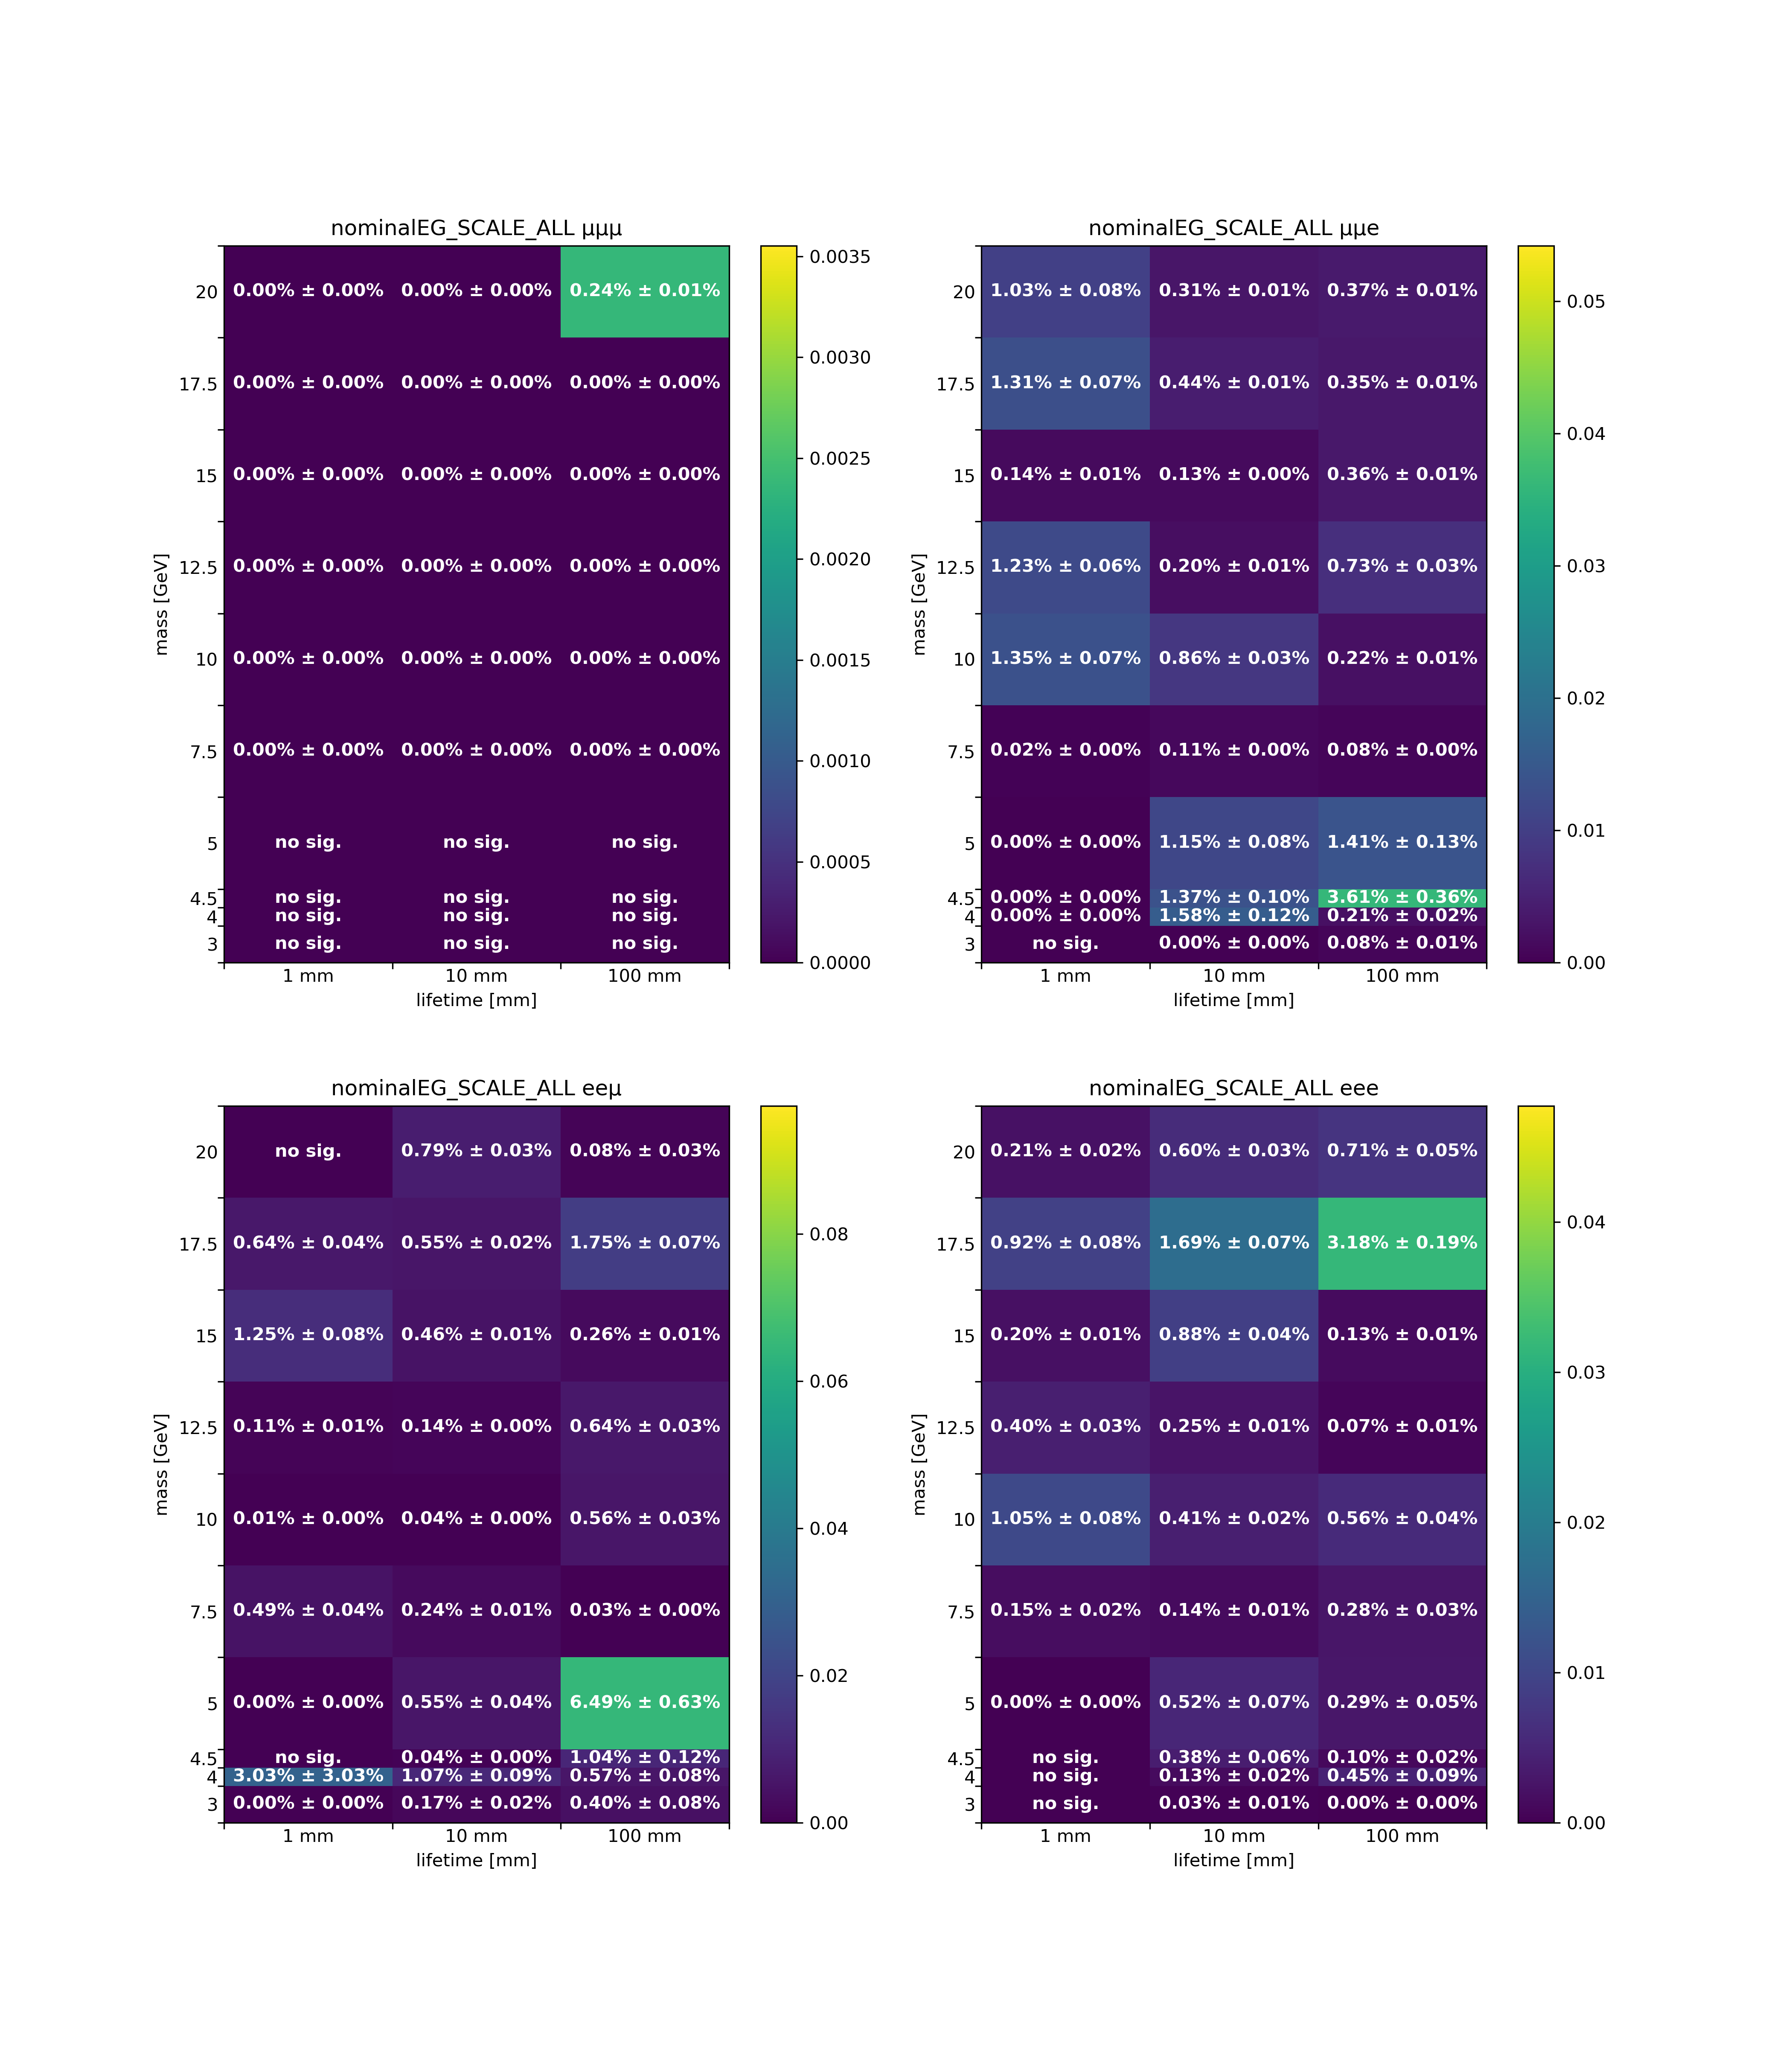 nominalEG_SCALE_ALL μμμ
mass [GeV]
20 0.00% ± 0.00% 0.00% ± 0.00% 0.24% ± 0.01%
17.5 0.00% ± 0.00% 0.00% ± 0.00% 0.00% ± 0.00%
15 0.00% ± 0.00% 0.00% ± 0.00% 0.00% ± 0.00%
12.5 0.00% ± 0.00% 0.00% ± 0.00% 0.00% ± 0.00%
10 0.00% ± 0.00% 0.00% ± 0.00% 0.00% ± 0.00%
7.5 0.00% ± 0.00% 0.00% ± 0.00% 0.00% ± 0.00%
5 no sig. no sig. no sig.
4.5 no sig. no sig. no sig.
4 no sig. no sig. no sig.
3 no sig. no sig. no sig.
1 mm 10 mm 100 mm
lifetime [mm]
0.0035
0.0030
0.0025
0.0020
0.0015
0.0010
0.0005
0.0000
nominalEG_SCALE_ALL μμe
mass [GeV]
20 1.03% ± 0.08% 0.31% ± 0.01% 0.37% ± 0.01%
17.5 1.31% ± 0.07% 0.44% ± 0.01% 0.35% ± 0.01%
15 0.14% ± 0.01% 0.13% ± 0.00% 0.36% ± 0.01%
12.5 1.23% ± 0.06% 0.20% ± 0.01% 0.73% ± 0.03%
10 1.35% ± 0.07% 0.86% ± 0.03% 0.22% ± 0.01%
7.5 0.02% ± 0.00% 0.11% ± 0.00% 0.08% ± 0.00%
5 0.00% ± 0.00% 1.15% ± 0.08% 1.41% ± 0.13%
4.5 0.00% ± 0.00% 1.37% ± 0.10% 3.61% ± 0.36%
4 0.00% ± 0.00% 1.58% ± 0.12% 0.21% ± 0.02%
3 no sig. 0.00% ± 0.00% 0.08% ± 0.01%
1 mm 10 mm 100 mm
lifetime [mm]
0.05
0.04
0.03
0.02
0.01
0.00
nominalEG_SCALE_ALL eeμ
mass [GeV]
20 no sig. 0.79% ± 0.03% 0.08% ± 0.03%
17.5 0.64% ± 0.04% 0.55% ± 0.02% 1.75% ± 0.07%
15 1.25% ± 0.08% 0.46% ± 0.01% 0.26% ± 0.01%
12.5 0.11% ± 0.01% 0.14% ± 0.00% 0.64% ± 0.03%
10 0.01% ± 0.00% 0.04% ± 0.00% 0.56% ± 0.03%
7.5 0.49% ± 0.04% 0.24% ± 0.01% 0.03% ± 0.00%
5 0.00% ± 0.00% 0.55% ± 0.04% 6.49% ± 0.63%
4.5 no sig. 0.04% ± 0.00% 1.04% ± 0.12%
4 3.03% ± 3.03% 1.07% ± 0.09% 0.57% ± 0.08%
3 0.00% ± 0.00% 0.17% ± 0.02% 0.40% ± 0.08%
1 mm 10 mm 100 mm
lifetime [mm]
0.08
0.06
0.04
0.02
0.00
nominalEG_SCALE_ALL eee
mass [GeV]
20 0.21% ± 0.02% 0.60% ± 0.03% 0.71% ± 0.05%
17.5 0.92% ± 0.08% 1.69% ± 0.07% 3.18% ± 0.19%
15 0.20% ± 0.01% 0.88% ± 0.04% 0.13% ± 0.01%
12.5 0.40% ± 0.03% 0.25% ± 0.01% 0.07% ± 0.01%
10 1.05% ± 0.08% 0.41% ± 0.02% 0.56% ± 0.04%
7.5 0.15% ± 0.02% 0.14% ± 0.01% 0.28% ± 0.03%
5 0.00% ± 0.00% 0.52% ± 0.07% 0.29% ± 0.05%
4.5 no sig. 0.38% ± 0.06% 0.10% ± 0.02%
4 no sig. 0.13% ± 0.02% 0.45% ± 0.09%
3 no sig. 0.03% ± 0.01% 0.00% ± 0.00%
1 mm 10 mm 100 mm
lifetime [mm]
0.04
0.03
0.02
0.01
0.00